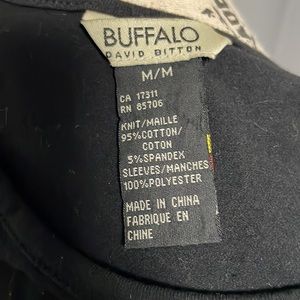 BUFFALO
DAVID BITTON
M/M
CA 17311
RN 85706
KNIT/MAILLE
95%COTTON/
COTON
5%SPANDEX
SLEEVES/MANCHES
100%POLYESTER
MADE IN CHINA
FABRIQUE EN
CHINE